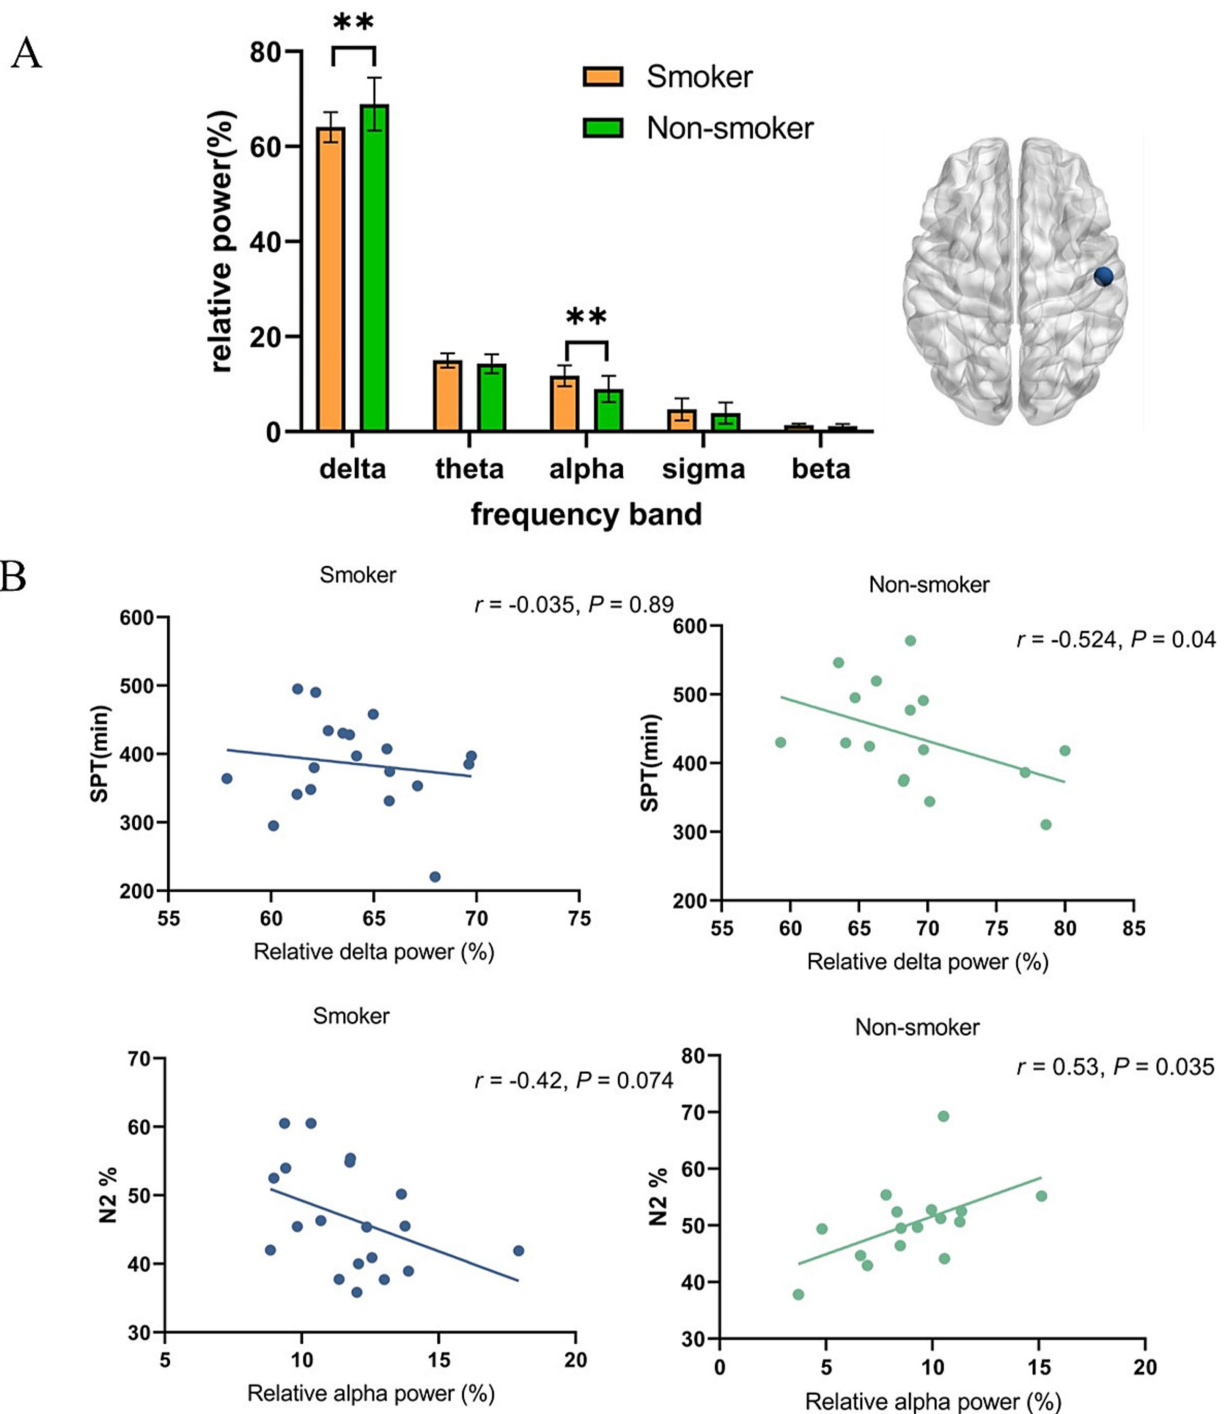 A
**
80
60
40
20
0
relative power(%)
Smoker
Non-smoker
**
delta theta alpha sigma beta
frequency band
B
Smoker
r = -0.035, P = 0.89
600
500
400
300
200
SPT(min)
55 60 65 70 75
Relative delta power (%)
Non-smoker
r = -0.524, P = 0.04
600
500
400
300
200
SPT(min)
55 60 65 70 75 80 85
Relative delta power (%)
Smoker
r = -0.42, P = 0.074
70
60
50
40
30
N2 %
5 10 15 20
Relative alpha power (%)
Non-smoker
r = 0.53, P = 0.035
80
70
60
50
40
30
N2 %
0 5 10 15 20
Relative alpha power (%)